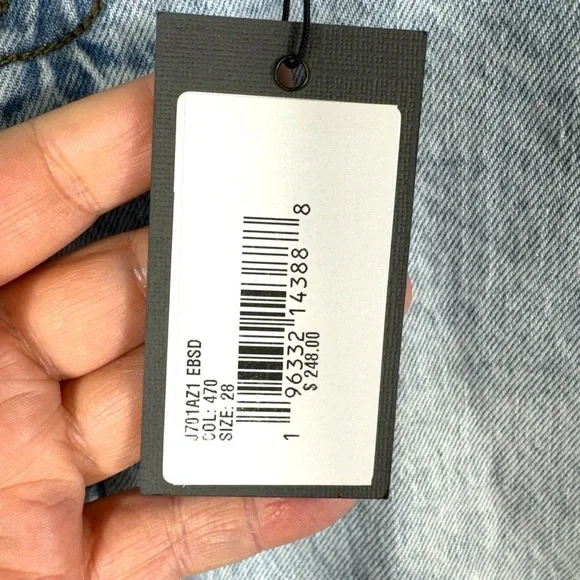 J701AZ1 EBSD
COL: 470
SIZE: 28
1 96332 14388 8
$ 248.00